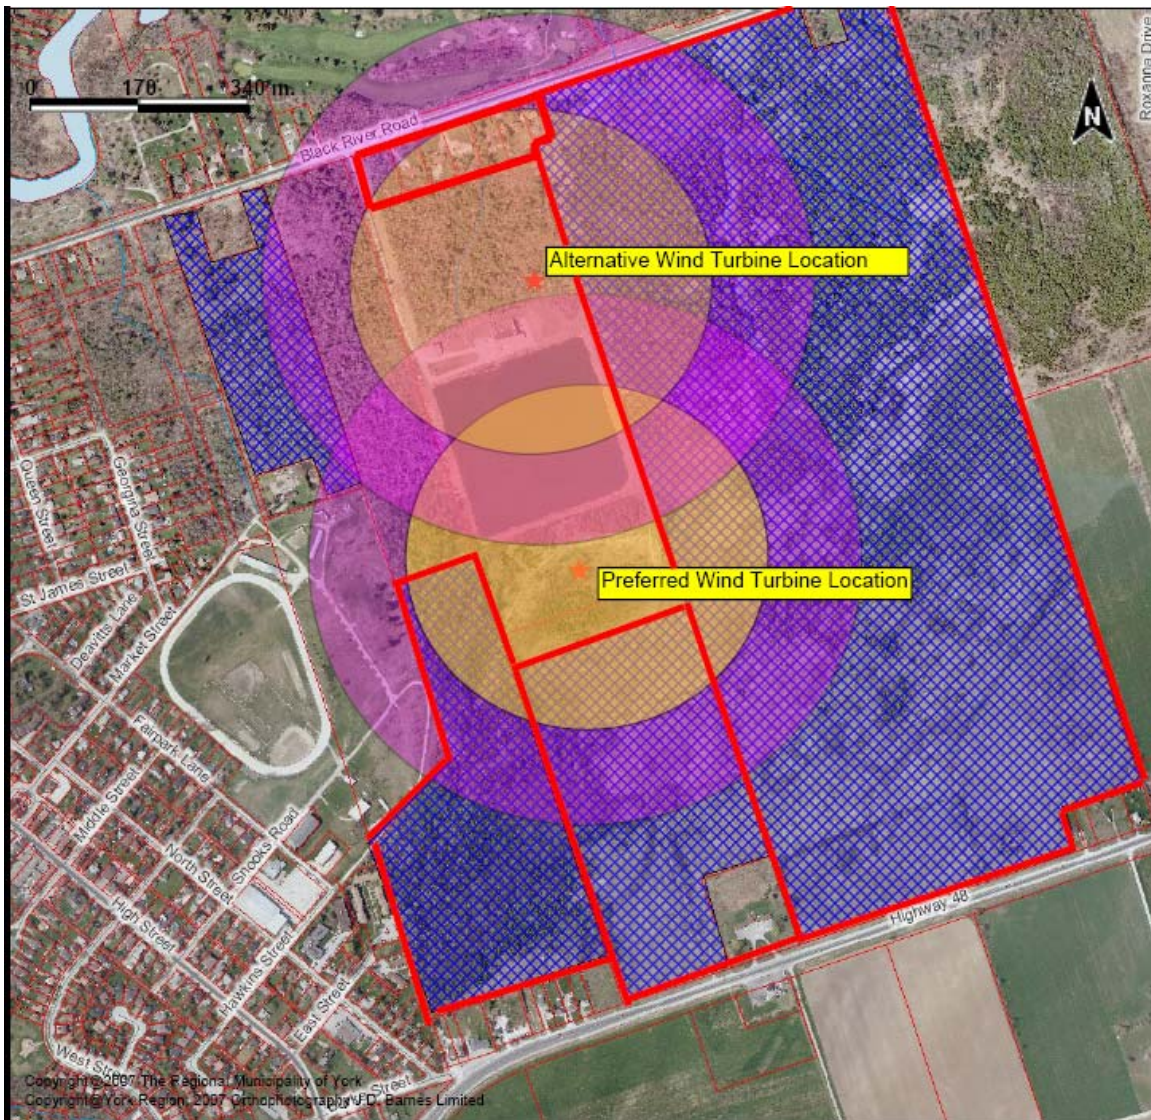 Roxanna Drive
0 170 340 m.
N
Black River Road
Alternative Wind Turbine Location
Queen Street
Georgina Street
St James Street
Deavitts Lane
Market Street
Preferred Wind Turbine Location
Fairpark Lane
Middle Street
North Street
Snooks Road
High Street
Hawkins Street
East Street
West Street
Highway 48
Street
Copyright@2007 The Regional Municipality of York
Copyright@York Region, 2007 Orthophotography J.D. Barnes Limited